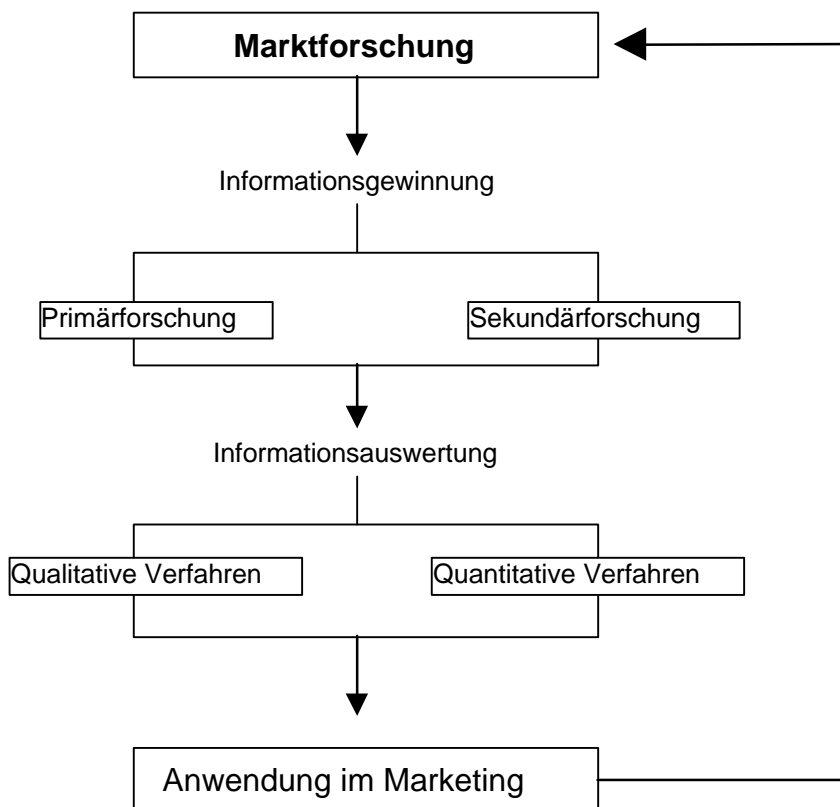 Marktforschung
Informationsgewinnung
Primärforschung
Sekundärforschung
Informationsauswertung
Qualitative Verfahren
Quantitative Verfahren
Anwendung im Marketing